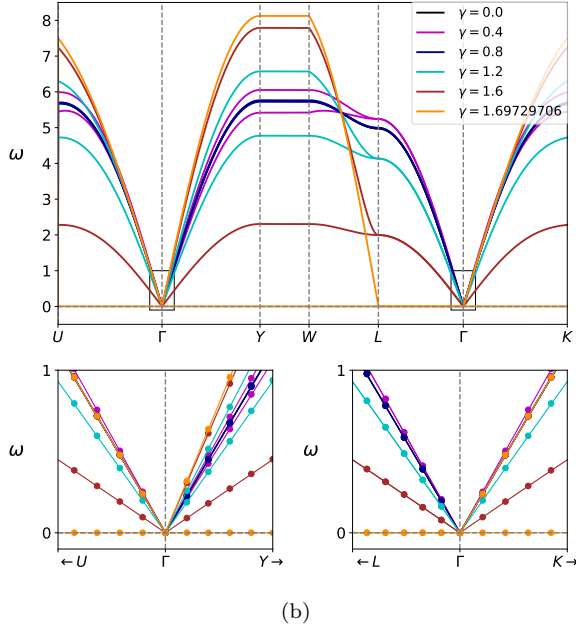 8
7
6
5
4
3
2
1
0
ω
γ = 0.0
γ = 0.4
γ = 0.8
γ = 1.2
γ = 1.6
γ = 1.69729706
U Γ Y W L Γ K
1
0
ω
←U Γ Y→
1
0
ω
←L Γ K→
(b)